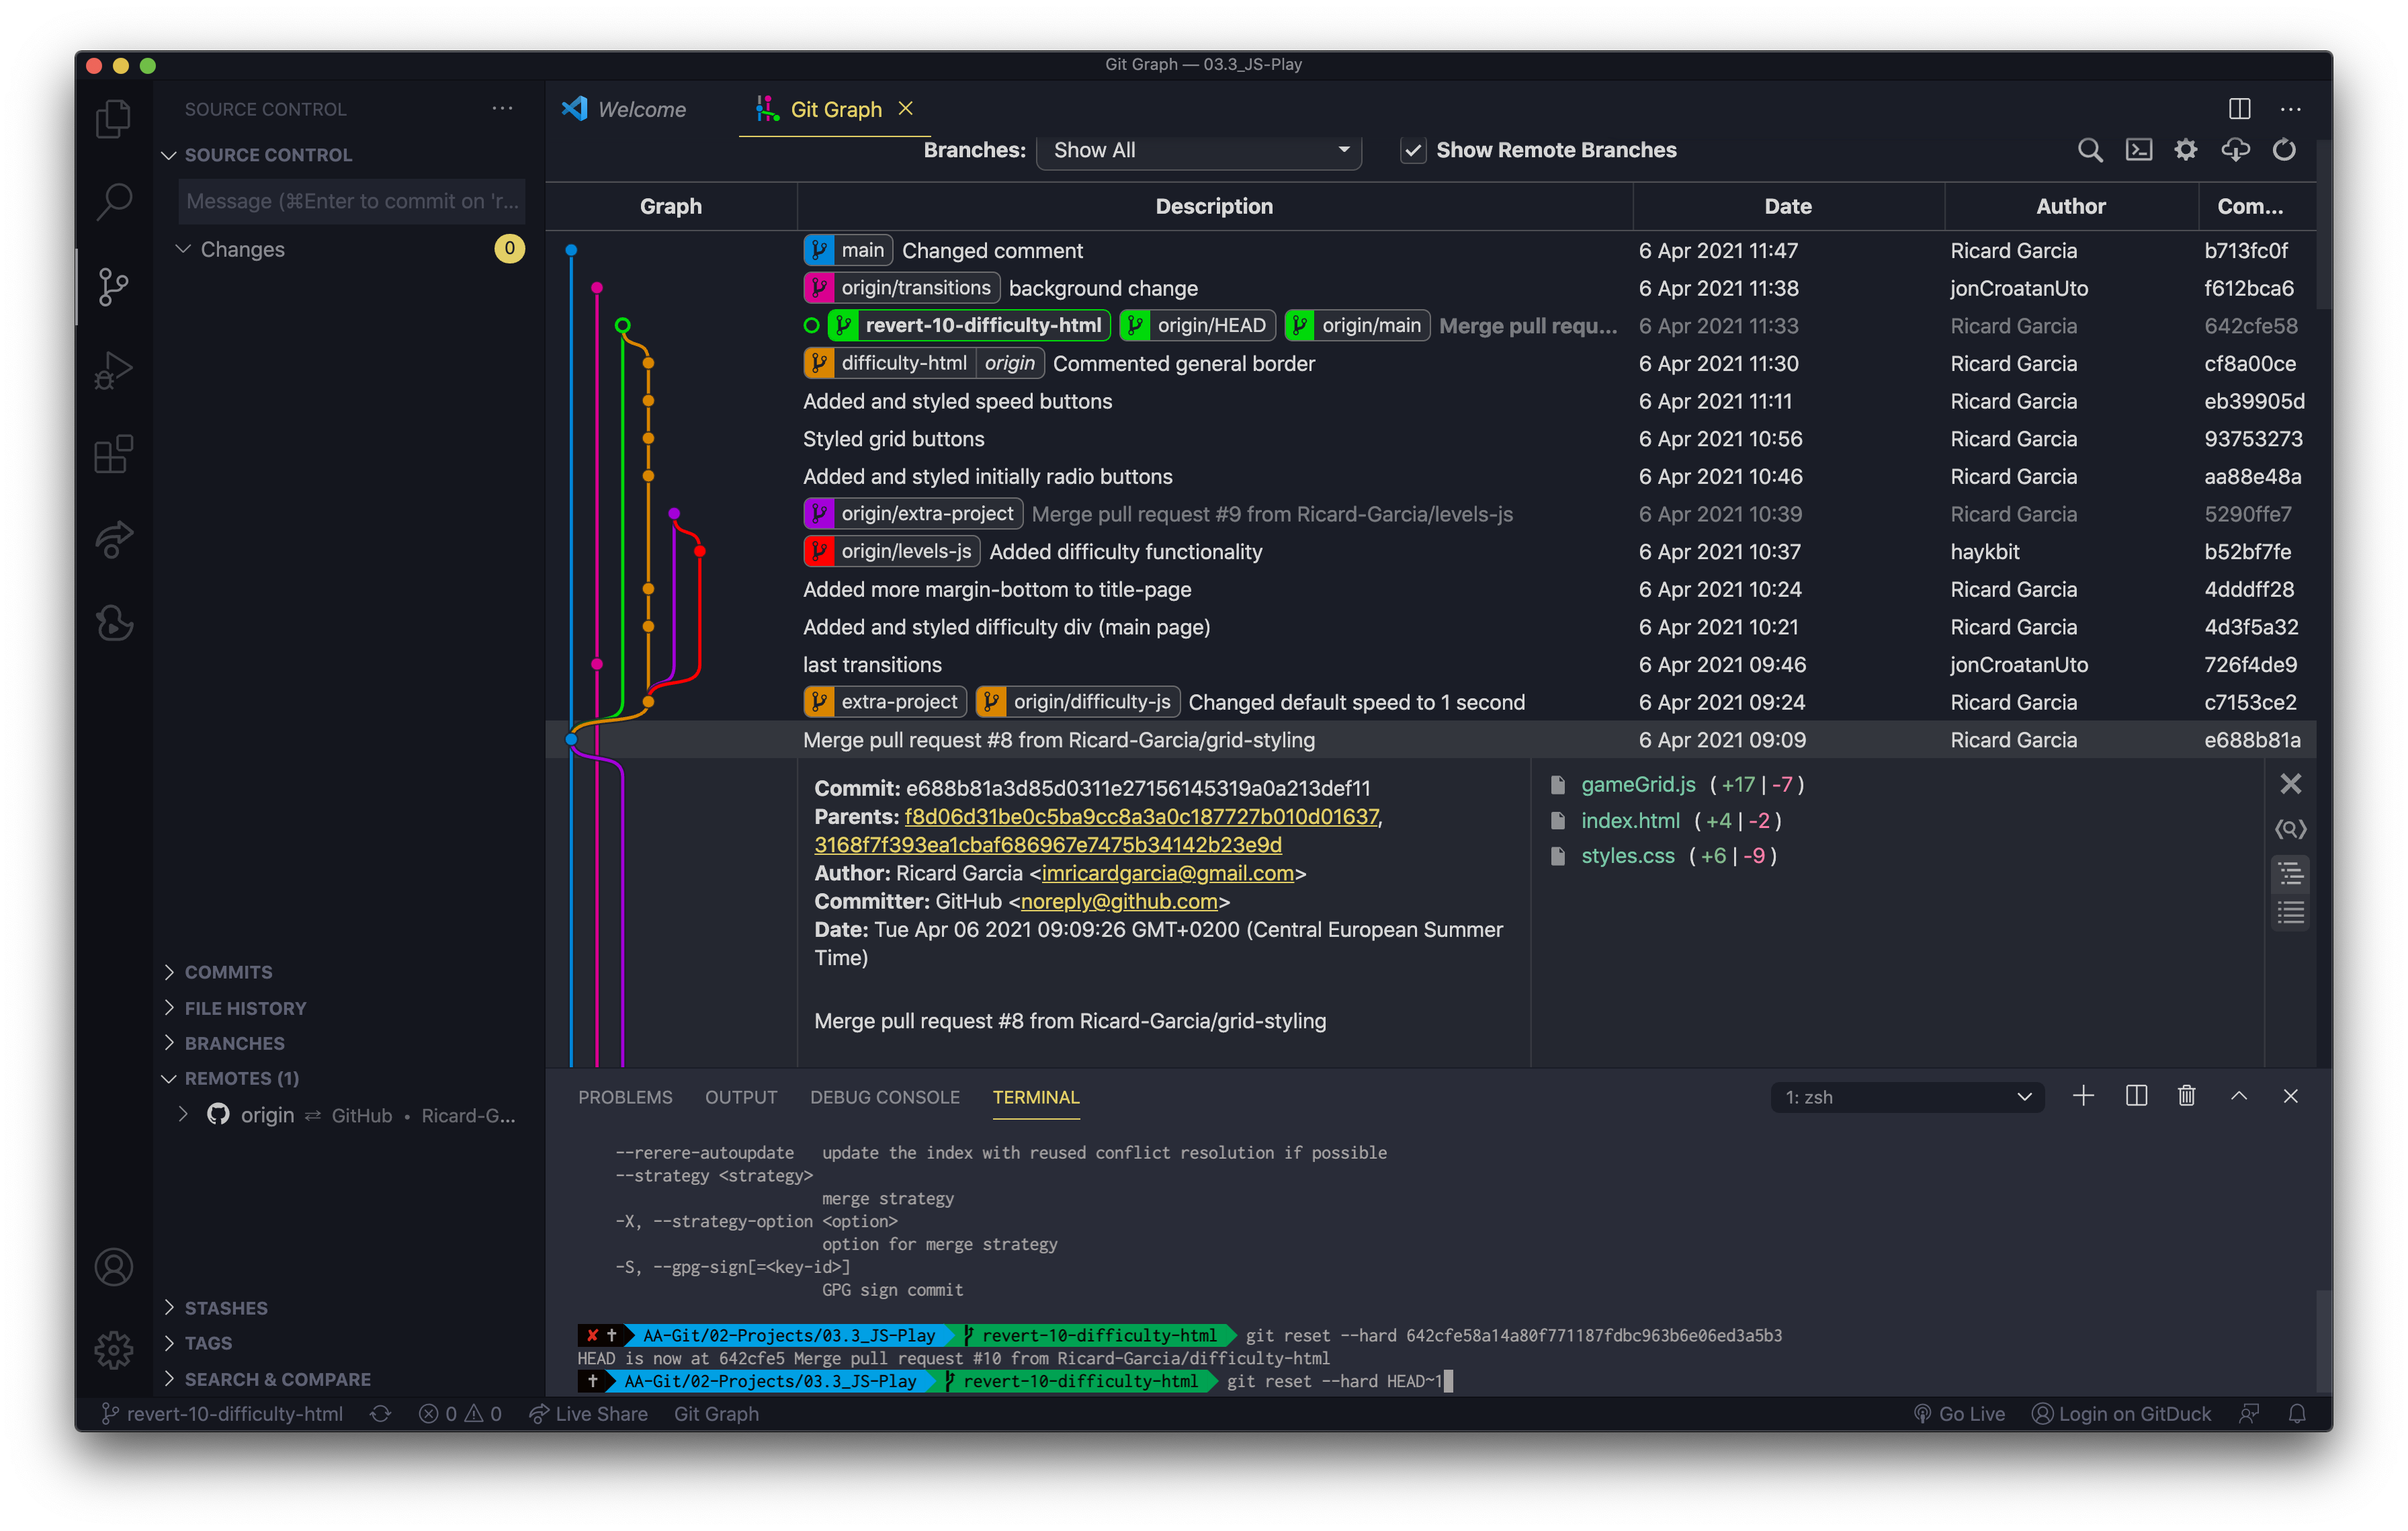 Git Graph — 03.3_JS-Play
SOURCE CONTROL ···
SOURCE CONTROL
Message (⌘Enter to commit on 'r...
Changes 0
COMMITS
FILE HISTORY
BRANCHES
REMOTES (1)
origin ⇄ GitHub • Ricard-G...
STASHES
TAGS
SEARCH & COMPARE
Welcome Git Graph
Branches: Show All Show Remote Branches
Graph Description Date Author Com...
main Changed comment 6 Apr 2021 11:47 Ricard Garcia b713fc0f
origin/transitions background change 6 Apr 2021 11:38 jonCroatanUto f612bca6
revert-10-difficulty-html origin/HEAD origin/main Merge pull requ... 6 Apr 2021 11:33 Ricard Garcia 642cfe58
difficulty-html origin Commented general border 6 Apr 2021 11:30 Ricard Garcia cf8a00ce
Added and styled speed buttons 6 Apr 2021 11:11 Ricard Garcia eb39905d
Styled grid buttons 6 Apr 2021 10:56 Ricard Garcia 93753273
Added and styled initially radio buttons 6 Apr 2021 10:46 Ricard Garcia aa88e48a
origin/extra-project Merge pull request #9 from Ricard-Garcia/levels-js 6 Apr 2021 10:39 Ricard Garcia 5290ffe7
origin/levels-js Added difficulty functionality 6 Apr 2021 10:37 haykbit b52bf7fe
Added more margin-bottom to title-page 6 Apr 2021 10:24 Ricard Garcia 4dddff28
Added and styled difficulty div (main page) 6 Apr 2021 10:21 Ricard Garcia 4d3f5a32
last transitions 6 Apr 2021 09:46 jonCroatanUto 726f4de9
extra-project origin/difficulty-js Changed default speed to 1 second 6 Apr 2021 09:24 Ricard Garcia c7153ce2
Merge pull request #8 from Ricard-Garcia/grid-styling 6 Apr 2021 09:09 Ricard Garcia e688b81a
Commit: e688b81a3d85d0311e27156145319a0a213def11
Parents: f8d06d31be0c5ba9cc8a3a0c187727b010d01637,
3168f7f393ea1cbaf686967e7475b34142b23e9d
Author: Ricard Garcia <imricardgarcia@gmail.com>
Committer: GitHub <noreply@github.com>
Date: Tue Apr 06 2021 09:09:26 GMT+0200 (Central European Summer
Time)
Merge pull request #8 from Ricard-Garcia/grid-styling
gameGrid.js ( +17 | -7 )
index.html ( +4 | -2 )
styles.css ( +6 | -9 )
PROBLEMS OUTPUT DEBUG CONSOLE TERMINAL 1: zsh
--rerere-autoupdate update the index with reused conflict resolution if possible
--strategy <strategy>
merge strategy
-X, --strategy-option <option>
option for merge strategy
-S, --gpg-sign[=<key-id>]
GPG sign commit
✘ † AA-Git/02-Projects/03.3_JS-Play revert-10-difficulty-html git reset --hard 642cfe58a14a80f771187fdbc963b6e06ed3a5b3
HEAD is now at 642cfe5 Merge pull request #10 from Ricard-Garcia/difficulty-html
† AA-Git/02-Projects/03.3_JS-Play revert-10-difficulty-html git reset --hard HEAD~1
revert-10-difficulty-html 0 0 Live Share Git Graph Go Live Login on GitDuck